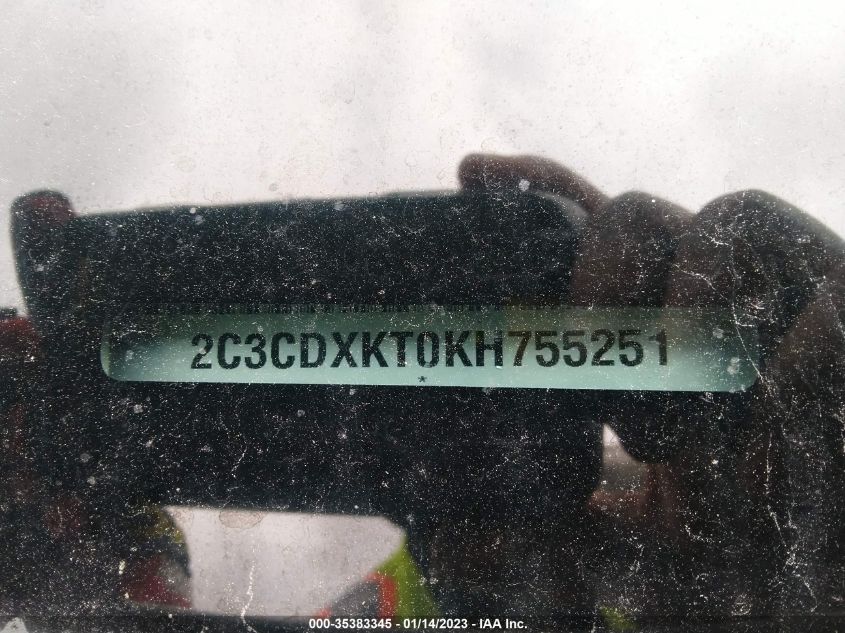 2C3CDXKT0KH755251
*
000-35383345 - 01/14/2023 - IAA Inc.